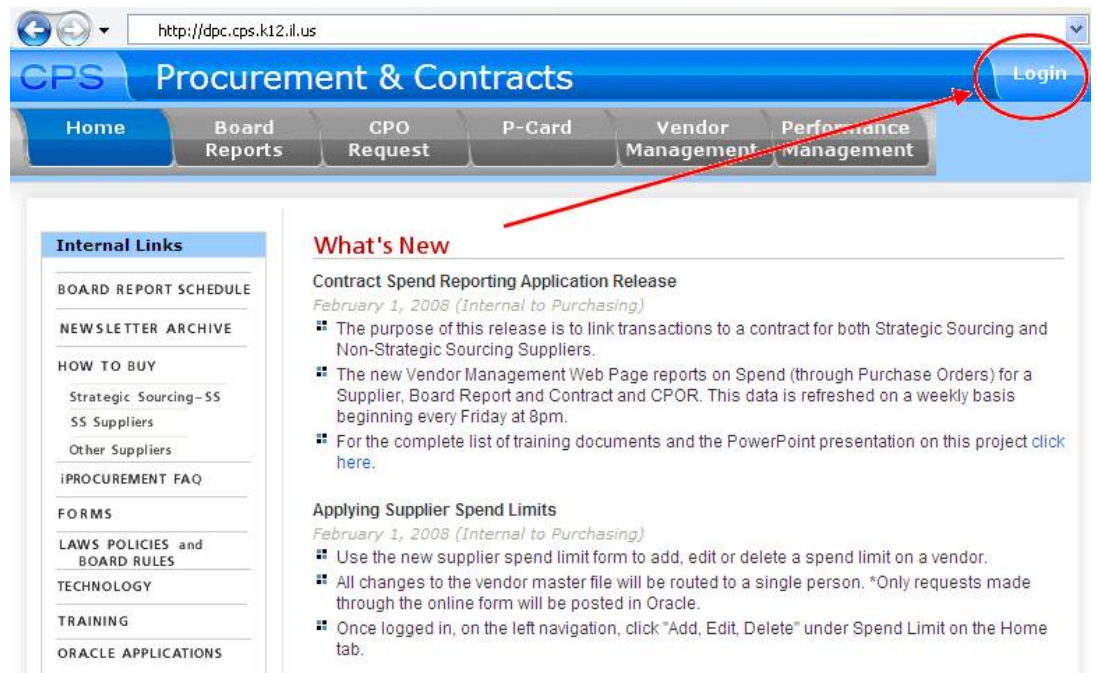 http://dpc.cps.k12.il.us
CPS Procurement & Contracts Login
Home Board Reports CPO Request P-Card Vendor Management Performance Management
Internal Links
BOARD REPORT SCHEDULE
NEWSLETTER ARCHIVE
HOW TO BUY
Strategic Sourcing-SS
SS Suppliers
Other Suppliers
iPROCUREMENT FAQ
FORMS
LAWS POLICIES and
BOARD RULES
TECHNOLOGY
TRAINING
ORACLE APPLICATIONS
What's New
Contract Spend Reporting Application Release
February 1, 2008 (Internal to Purchasing)
The purpose of this release is to link transactions to a contract for both Strategic Sourcing and
Non-Strategic Sourcing Suppliers.
The new Vendor Management Web Page reports on Spend (through Purchase Orders) for a
Supplier, Board Report and Contract and CPOR. This data is refreshed on a weekly basis
beginning every Friday at 8pm.
For the complete list of training documents and the PowerPoint presentation on this project click
here.
Applying Supplier Spend Limits
February 1, 2008 (Internal to Purchasing)
Use the new supplier spend limit form to add, edit or delete a spend limit on a vendor.
All changes to the vendor master file will be routed to a single person. *Only requests made
through the online form will be posted in Oracle.
Once logged in, on the left navigation, click "Add, Edit, Delete" under Spend Limit on the Home
tab.